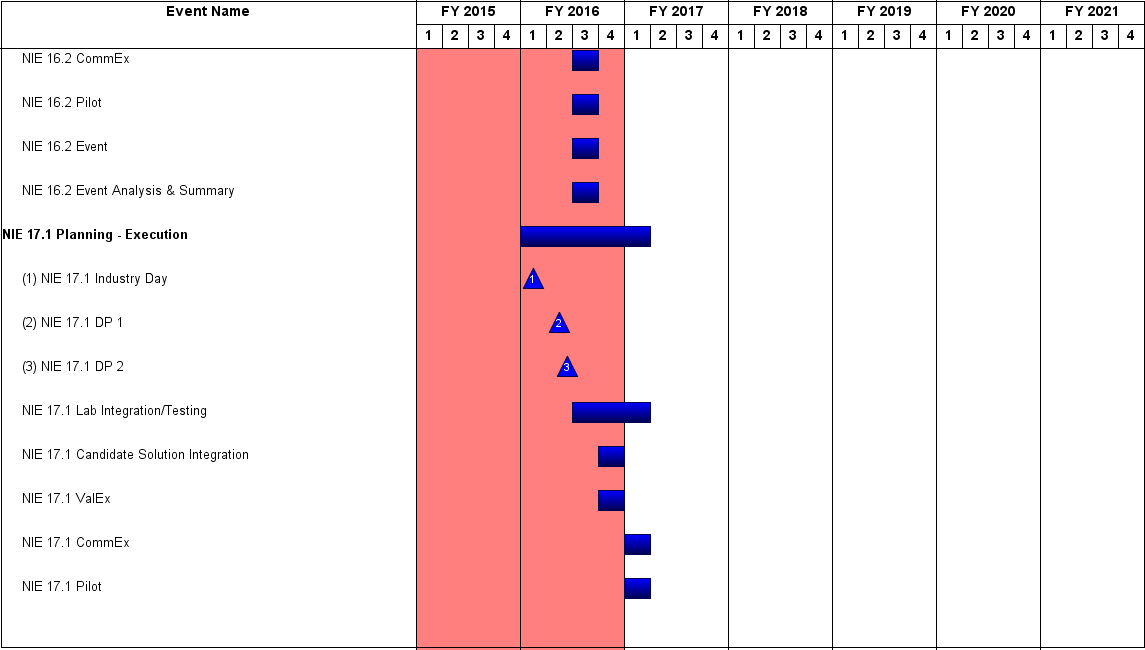 Event Name FY 2015 FY 2016 FY 2017 FY 2018 FY 2019 FY 2020 FY 2021
1 2 3 4 1 2 3 4 1 2 3 4 1 2 3 4 1 2 3 4 1 2 3 4 1 2 3 4
NIE 16.2 CommEx
NIE 16.2 Pilot
NIE 16.2 Event
NIE 16.2 Event Analysis & Summary
NIE 17.1 Planning - Execution
(1) NIE 17.1 Industry Day 1
(2) NIE 17.1 DP 1 2
(3) NIE 17.1 DP 2 3
NIE 17.1 Lab Integration/Testing
NIE 17.1 Candidate Solution Integration
NIE 17.1 ValEx
NIE 17.1 CommEx
NIE 17.1 Pilot